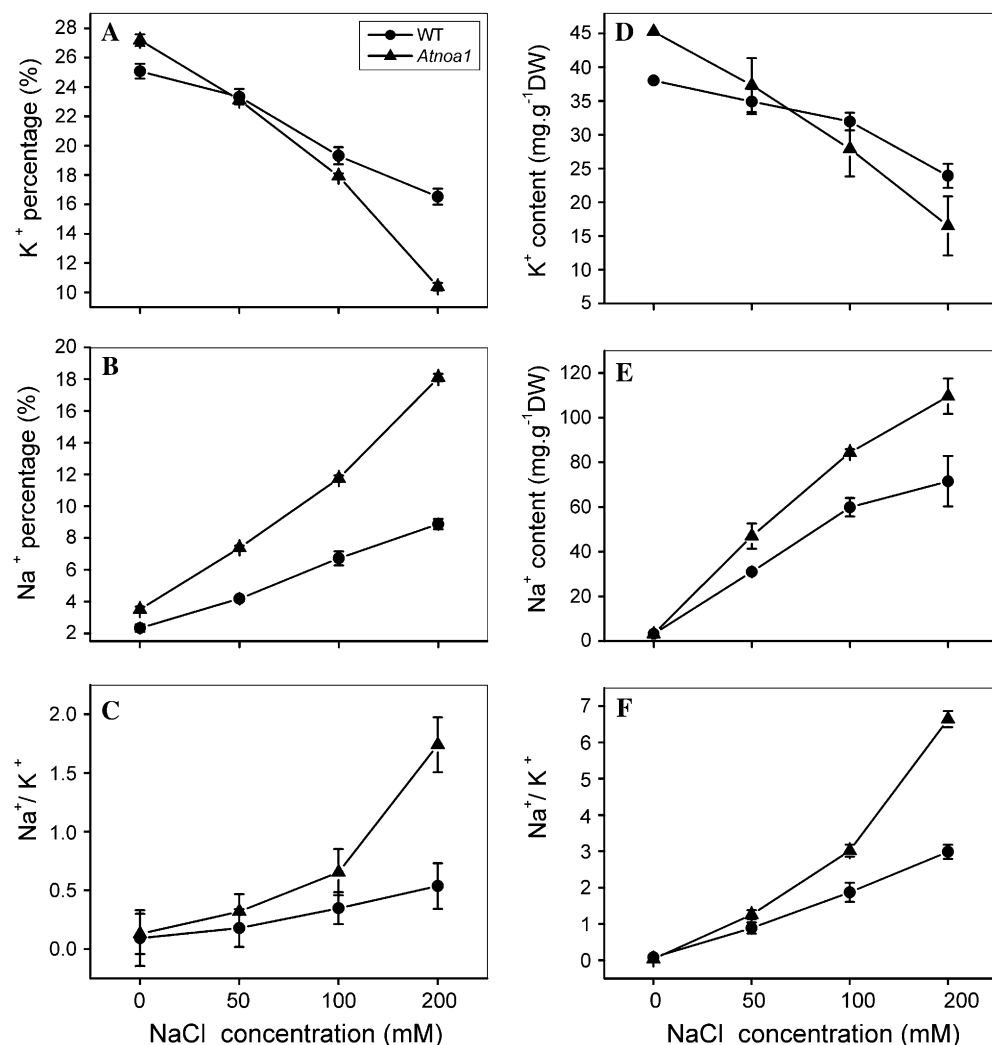 A
WT
Atnoa1
K+ percentage (%)
28
26
24
22
20
18
16
14
12
10
D
K+ content (mg.g-1DW)
50
45
40
35
30
25
20
15
10
5
B
Na+ percentage (%)
20
18
16
14
12
10
8
6
4
2
E
Na+ content (mg.g-1DW)
120
100
80
60
40
20
0
C
Na+/ K+
2.0
1.5
1.0
0.5
0.0
0 50 100 200
NaCl concentration (mM)
F
Na+/ K+
7
6
5
4
3
2
1
0
0 50 100 200
NaCl concentration (mM)